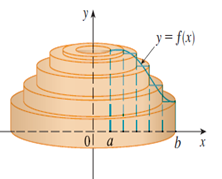 y
y = f(x)
0 a b x